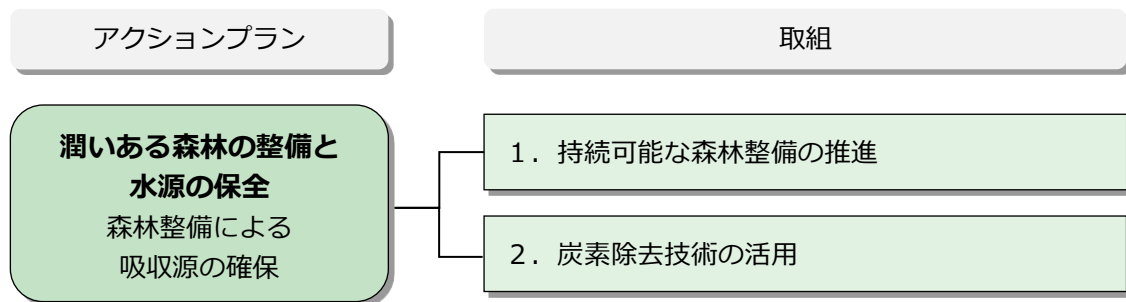 アクションプラン
取組
潤いある森林の整備と
水源の保全
森林整備による
吸収源の確保
1．持続可能な森林整備の推進
2．炭素除去技術の活用